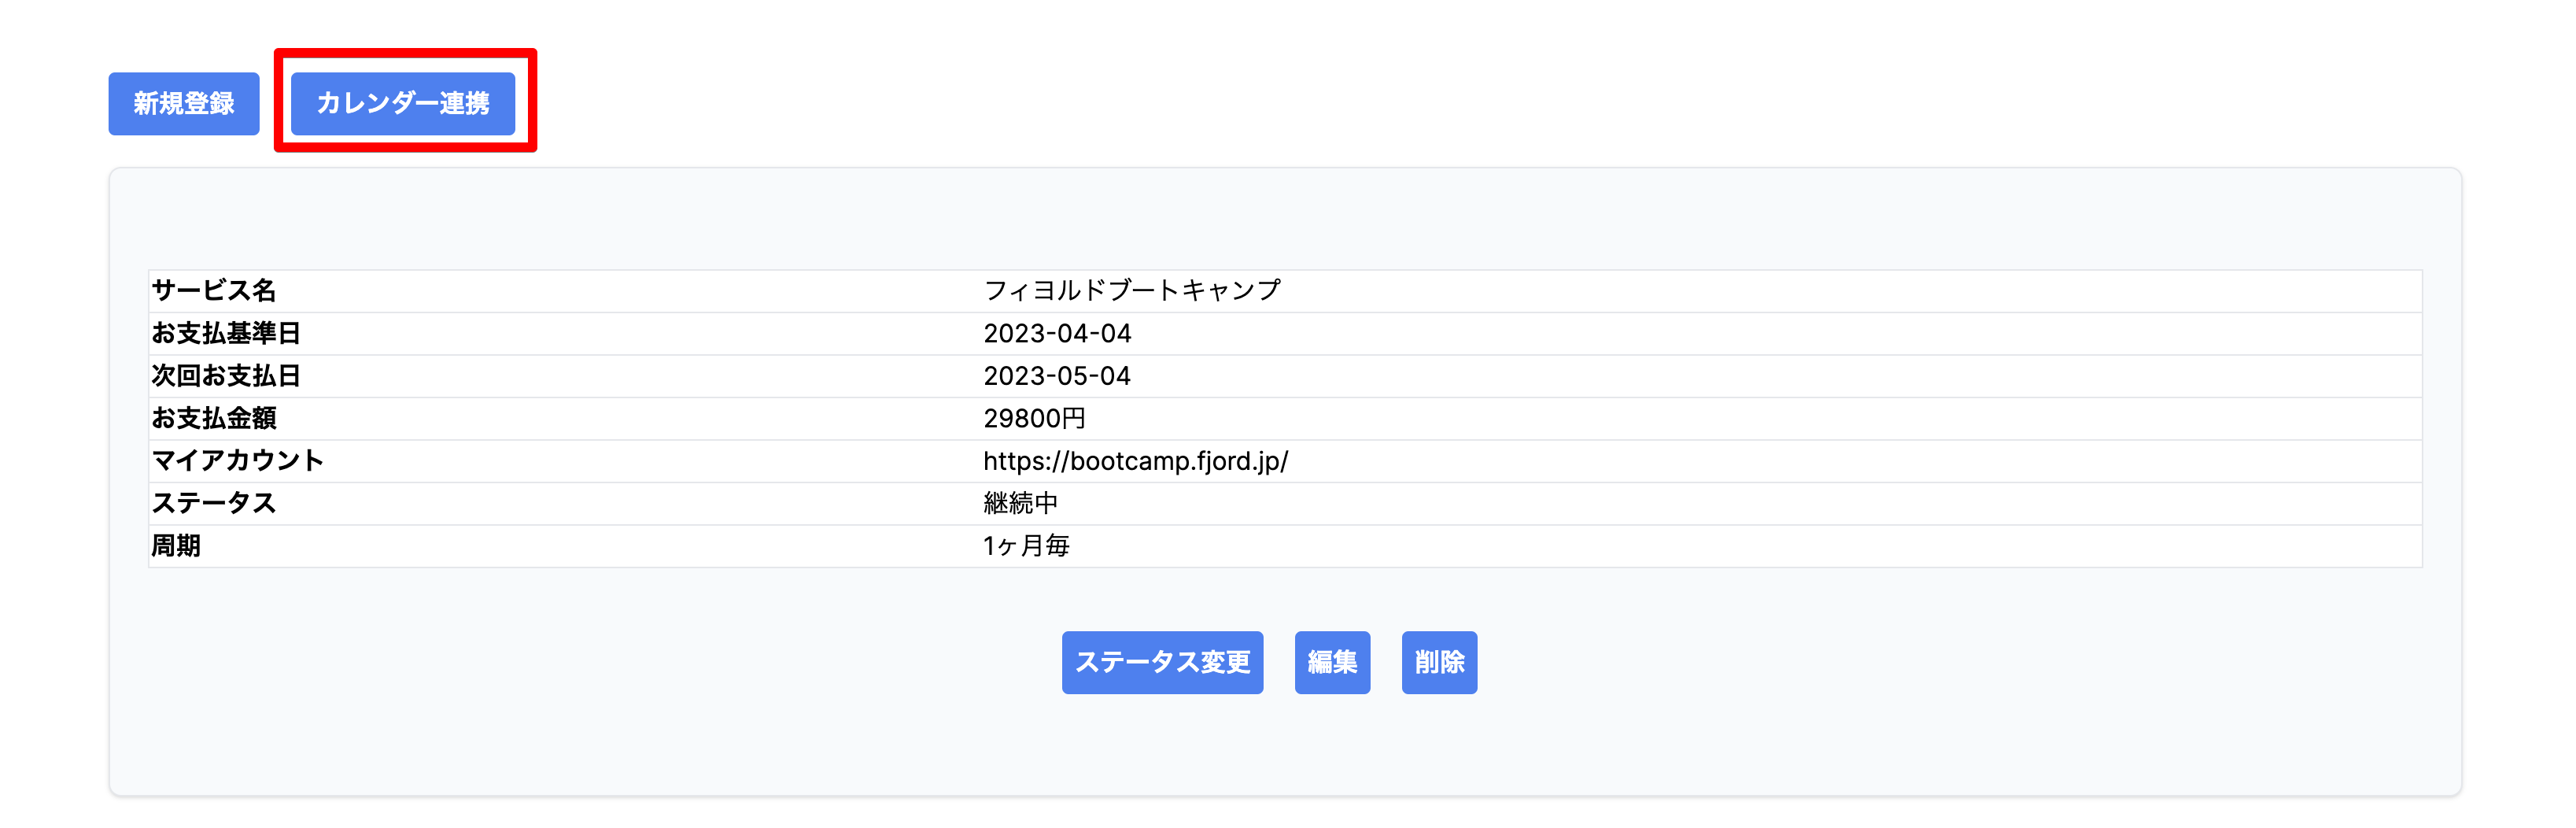 新規登録 カレンダー連携
サービス名 フィヨルドブートキャンプ
お支払基準日 2023-04-04
次回お支払日 2023-05-04
お支払金額 29800円
マイアカウント https://bootcamp.fjord.jp/
ステータス 継続中
周期 1ヶ月毎
ステータス変更 編集 削除